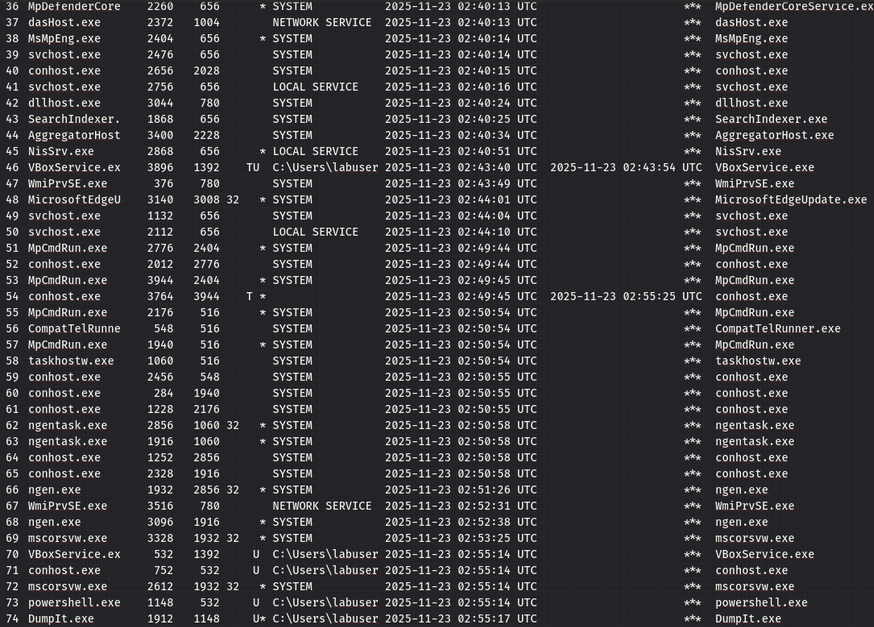 36 MpDefenderCore 2260 656 * SYSTEM 2025-11-23 02:40:13 UTC *** MpDefenderCoreService.ex
37 dasHost.exe 2372 1004 NETWORK SERVICE 2025-11-23 02:40:13 UTC *** dasHost.exe
38 MsMpEng.exe 2404 656 * SYSTEM 2025-11-23 02:40:14 UTC *** MsMpEng.exe
39 svchost.exe 2476 656 SYSTEM 2025-11-23 02:40:14 UTC *** svchost.exe
40 conhost.exe 2656 2028 SYSTEM 2025-11-23 02:40:15 UTC *** conhost.exe
41 svchost.exe 2756 656 LOCAL SERVICE 2025-11-23 02:40:16 UTC *** svchost.exe
42 dllhost.exe 3044 780 SYSTEM 2025-11-23 02:40:24 UTC *** dllhost.exe
43 SearchIndexer. 1868 656 SYSTEM 2025-11-23 02:40:25 UTC *** SearchIndexer.exe
44 AggregatorHost 3400 2228 SYSTEM 2025-11-23 02:40:34 UTC *** AggregatorHost.exe
45 NisSrv.exe 2868 656 * LOCAL SERVICE 2025-11-23 02:40:51 UTC *** NisSrv.exe
46 VBoxService.ex 3896 1392 TU C:\Users\labuser 2025-11-23 02:43:40 UTC 2025-11-23 02:43:54 UTC VBoxService.exe
47 WmiPrvSE.exe 376 780 SYSTEM 2025-11-23 02:43:49 UTC *** WmiPrvSE.exe
48 MicrosoftEdgeU 3140 3008 32 * SYSTEM 2025-11-23 02:44:01 UTC *** MicrosoftEdgeUpdate.exe
49 svchost.exe 1132 656 SYSTEM 2025-11-23 02:44:04 UTC *** svchost.exe
50 svchost.exe 2112 656 LOCAL SERVICE 2025-11-23 02:44:10 UTC *** svchost.exe
51 MpCmdRun.exe 2776 2404 * SYSTEM 2025-11-23 02:49:44 UTC *** MpCmdRun.exe
52 conhost.exe 2012 2776 SYSTEM 2025-11-23 02:49:44 UTC *** conhost.exe
53 MpCmdRun.exe 3944 2404 * SYSTEM 2025-11-23 02:49:45 UTC *** MpCmdRun.exe
54 conhost.exe 3764 3944 T * 2025-11-23 02:49:45 UTC 2025-11-23 02:55:25 UTC conhost.exe
55 MpCmdRun.exe 2176 516 * SYSTEM 2025-11-23 02:50:54 UTC *** MpCmdRun.exe
56 CompatTelRunne 548 516 SYSTEM 2025-11-23 02:50:54 UTC *** CompatTelRunner.exe
57 MpCmdRun.exe 1940 516 * SYSTEM 2025-11-23 02:50:54 UTC *** MpCmdRun.exe
58 taskhostw.exe 1060 516 SYSTEM 2025-11-23 02:50:54 UTC *** taskhostw.exe
59 conhost.exe 2456 548 SYSTEM 2025-11-23 02:50:55 UTC *** conhost.exe
60 conhost.exe 284 1940 SYSTEM 2025-11-23 02:50:55 UTC *** conhost.exe
61 conhost.exe 1228 2176 SYSTEM 2025-11-23 02:50:55 UTC *** conhost.exe
62 ngentask.exe 2856 1060 32 * SYSTEM 2025-11-23 02:50:58 UTC *** ngentask.exe
63 ngentask.exe 1916 1060 * SYSTEM 2025-11-23 02:50:58 UTC *** ngentask.exe
64 conhost.exe 1252 2856 SYSTEM 2025-11-23 02:50:58 UTC *** conhost.exe
65 conhost.exe 2328 1916 SYSTEM 2025-11-23 02:50:58 UTC *** conhost.exe
66 ngen.exe 1932 2856 32 * SYSTEM 2025-11-23 02:51:26 UTC *** ngen.exe
67 WmiPrvSE.exe 3516 780 NETWORK SERVICE 2025-11-23 02:52:31 UTC *** WmiPrvSE.exe
68 ngen.exe 3096 1916 * SYSTEM 2025-11-23 02:52:38 UTC *** ngen.exe
69 mscorsvw.exe 3328 1932 32 * SYSTEM 2025-11-23 02:53:25 UTC *** mscorsvw.exe
70 VBoxService.ex 532 1392 U C:\Users\labuser 2025-11-23 02:55:14 UTC *** VBoxService.exe
71 conhost.exe 752 532 U C:\Users\labuser 2025-11-23 02:55:14 UTC *** conhost.exe
72 mscorsvw.exe 2612 1932 32 * SYSTEM 2025-11-23 02:55:14 UTC *** mscorsvw.exe
73 powershell.exe 1148 532 U C:\Users\labuser 2025-11-23 02:55:14 UTC *** powershell.exe
74 DumpIt.exe 1912 1148 U* C:\Users\labuser 2025-11-23 02:55:17 UTC *** DumpIt.exe